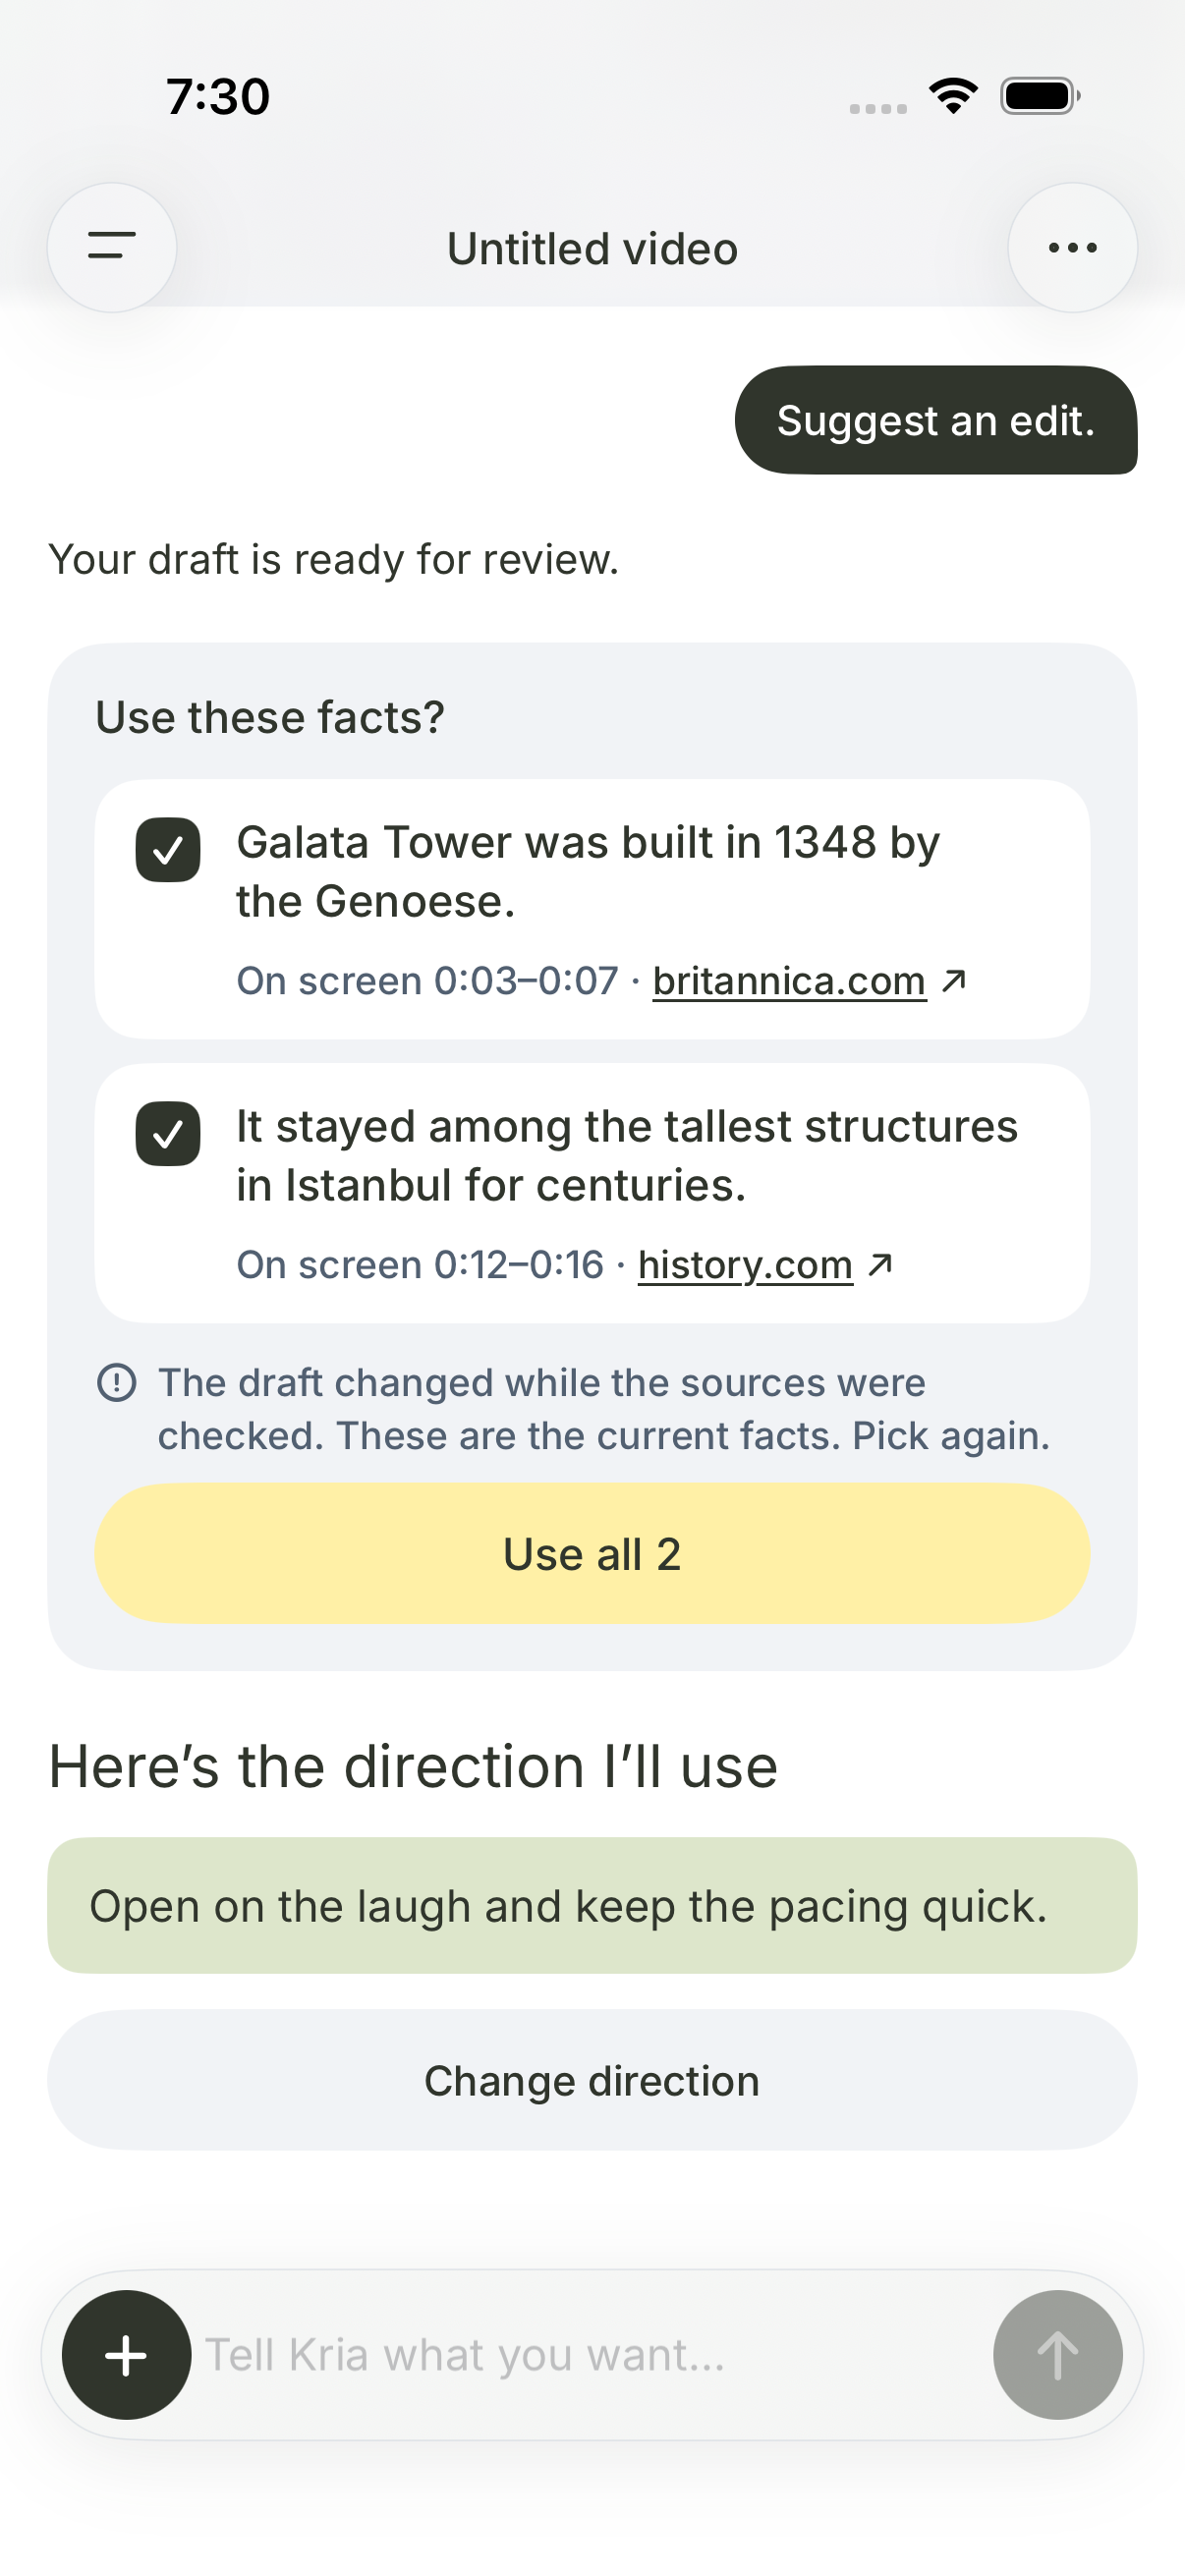 7:30
Untitled video
Suggest an edit.
Your draft is ready for review.
Use these facts?
Galata Tower was built in 1348 by
the Genoese.
On screen 0:03–0:07 · britannica.com ↗
It stayed among the tallest structures
in Istanbul for centuries.
On screen 0:12–0:16 · history.com ↗
The draft changed while the sources were
checked. These are the current facts. Pick again.
Use all 2
Here’s the direction I’ll use
Open on the laugh and keep the pacing quick.
Change direction
Tell Kria what you want...